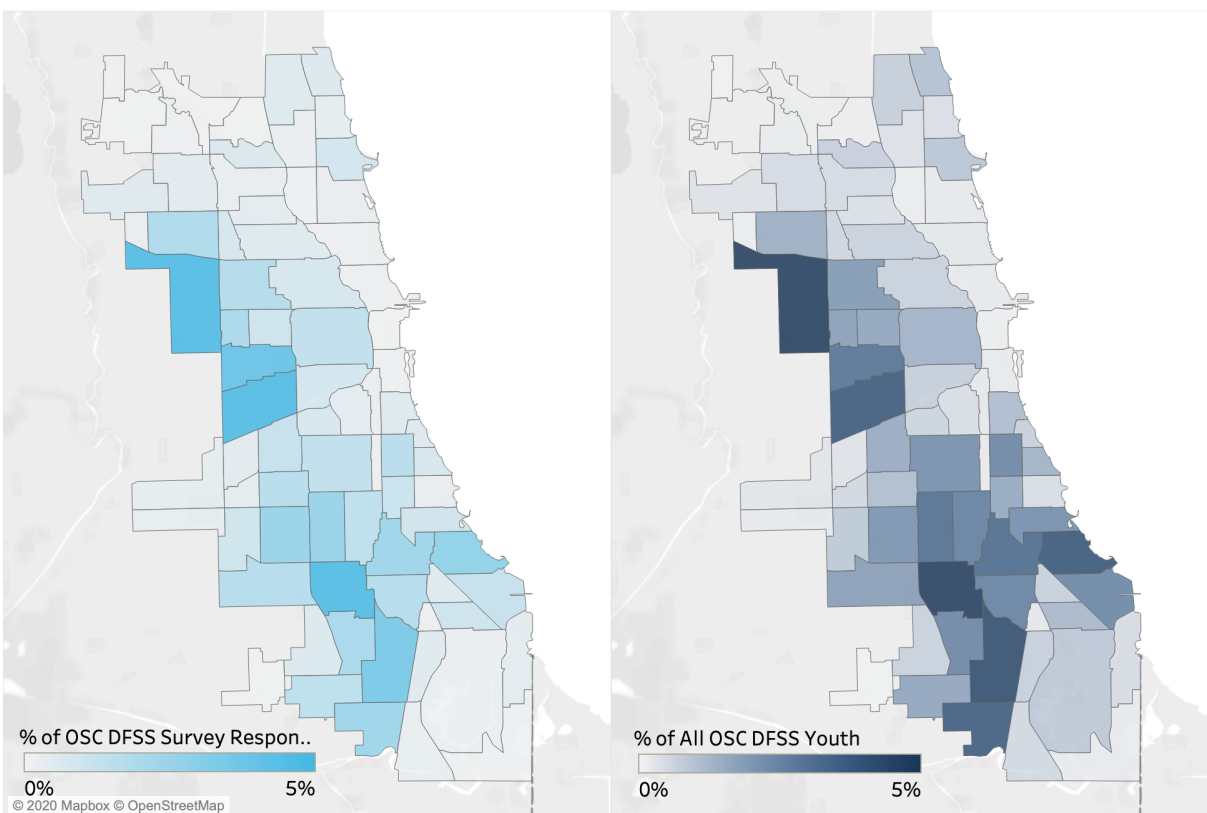 % of OSC DFSS Survey Respon..
0% 5%
© 2020 Mapbox © OpenStreetMap
% of All OSC DFSS Youth
0% 5%